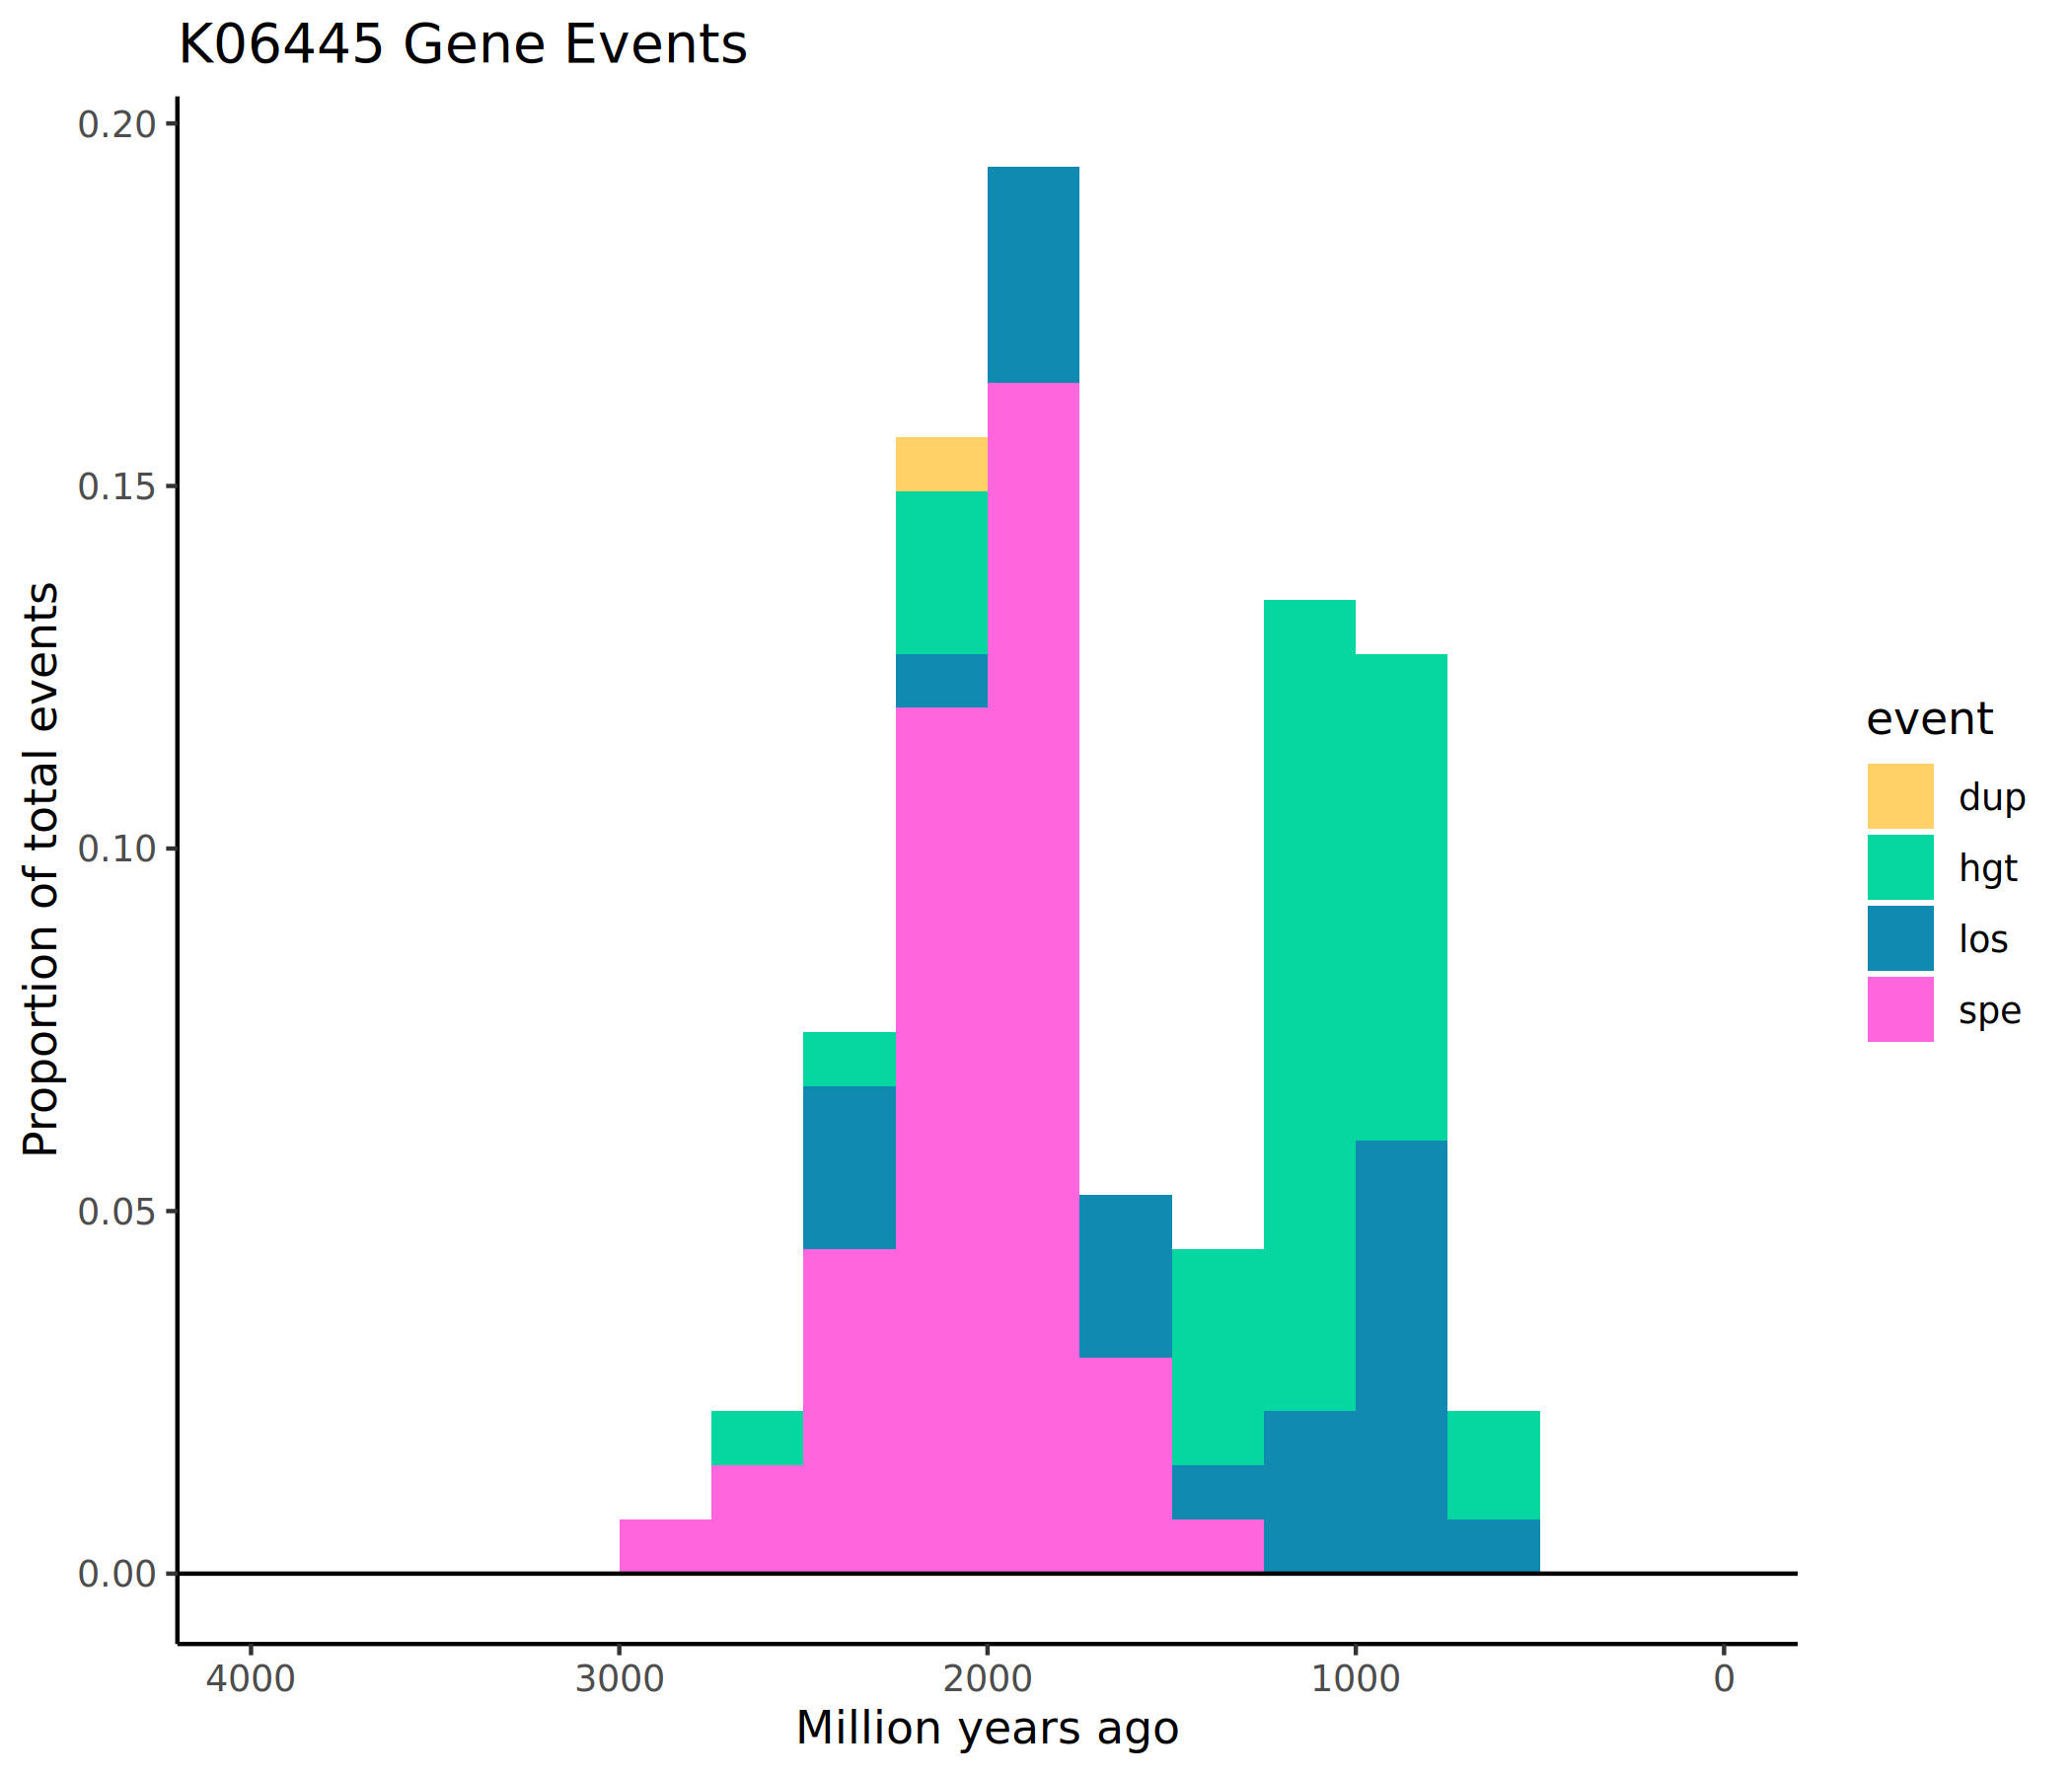 K06445 Gene Events
0.20
0.15
0.10
0.05
0.00
Proportion of total events
4000 3000 2000 1000 0
Million years ago
event
dup
hgt
los
spe